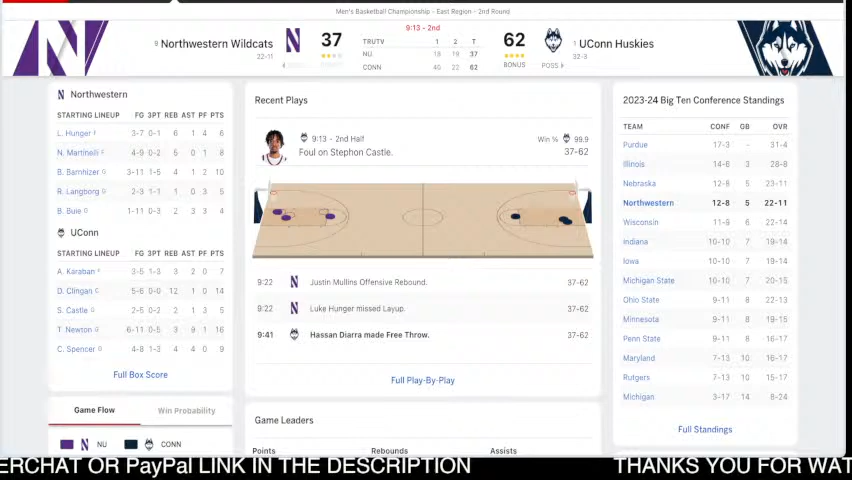 Men's Basketball Championship - East Region - 2nd Round
9 Northwestern Wildcats 22-11
37
9:13 - 2nd
TRUTV 1 2 T
NU 18 19 37
CONN 40 22 62
62
BONUS
POSS
1 UConn Huskies
32-3
Northwestern
STARTING LINEUP FG 3PT REB AST PF PTS
L. Hunger F 3-7 0-1 6 1 4 6
N. Martinelli F 4-9 0-2 5 0 1 8
B. Barnhizer G 3-11 1-5 4 1 2 10
R. Langborg G 2-3 1-1 1 0 3 5
B. Buie G 1-11 0-3 2 3 3 4
UConn
STARTING LINEUP FG 3PT REB AST PF PTS
A. Karaban F 3-5 1-3 3 2 0 7
D. Clingan C 5-6 0-0 12 1 0 14
S. Castle G 2-5 0-2 2 1 3 5
T. Newton G 6-11 0-5 3 9 1 16
C. Spencer G 4-8 1-3 4 4 0 9
Full Box Score
Game Flow
Win Probability
NU CONN
Recent Plays
9:13 - 2nd Half
Foul on Stephon Castle.
Win % 99.9
37-62
9:22 Justin Mullins Offensive Rebound. 37-62
9:22 Luke Hunger missed Layup. 37-62
9:41 Hassan Diarra made Free Throw. 37-62
Full Play-By-Play
Game Leaders
Points Rebounds Assists
2023-24 Big Ten Conference Standings
TEAM CONF GB OVR
Purdue 17-3 - 31-4
Illinois 14-6 3 28-8
Nebraska 12-8 5 23-11
Northwestern 12-8 5 22-11
Wisconsin 11-9 6 22-14
Indiana 10-10 7 19-14
Iowa 10-10 7 19-14
Michigan State 10-10 7 20-15
Ohio State 9-11 8 22-13
Minnesota 9-11 8 19-15
Penn State 9-11 8 16-17
Maryland 7-13 10 16-17
Rutgers 7-13 10 15-17
Michigan 3-17 14 8-24
Full Standings
ERCHAT OR PayPal LINK IN THE DESCRIPTION THANKS YOU FOR WAT